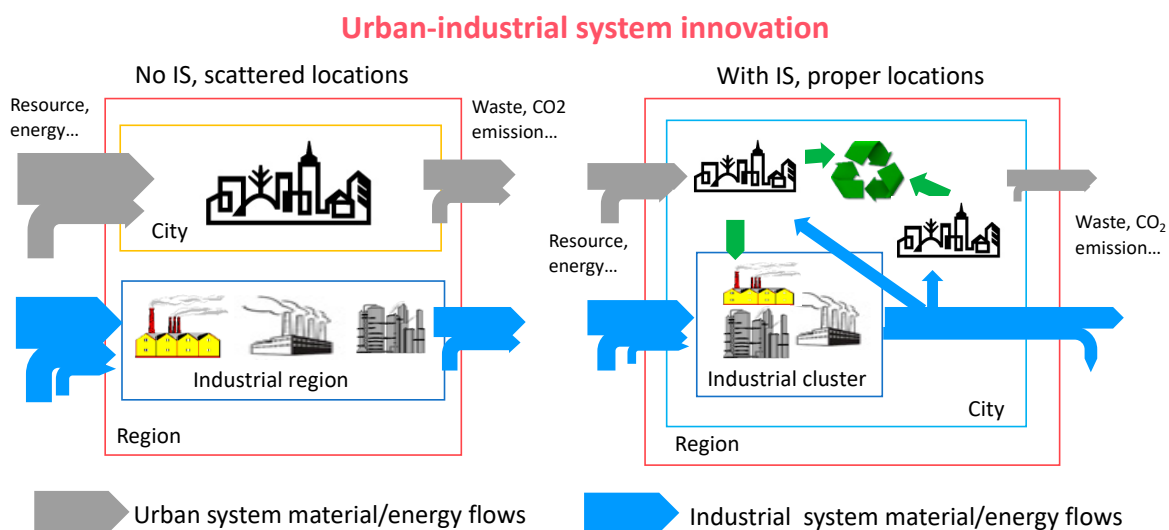 Urban-industrial system innovation
No IS, scattered locations
Resource,
energy...
Waste, CO2
emission...
City
Industrial region
Region
With IS, proper locations
Resource,
energy...
Waste, CO₂
emission...
Industrial cluster
City
Region
Urban system material/energy flows
Industrial system material/energy flows